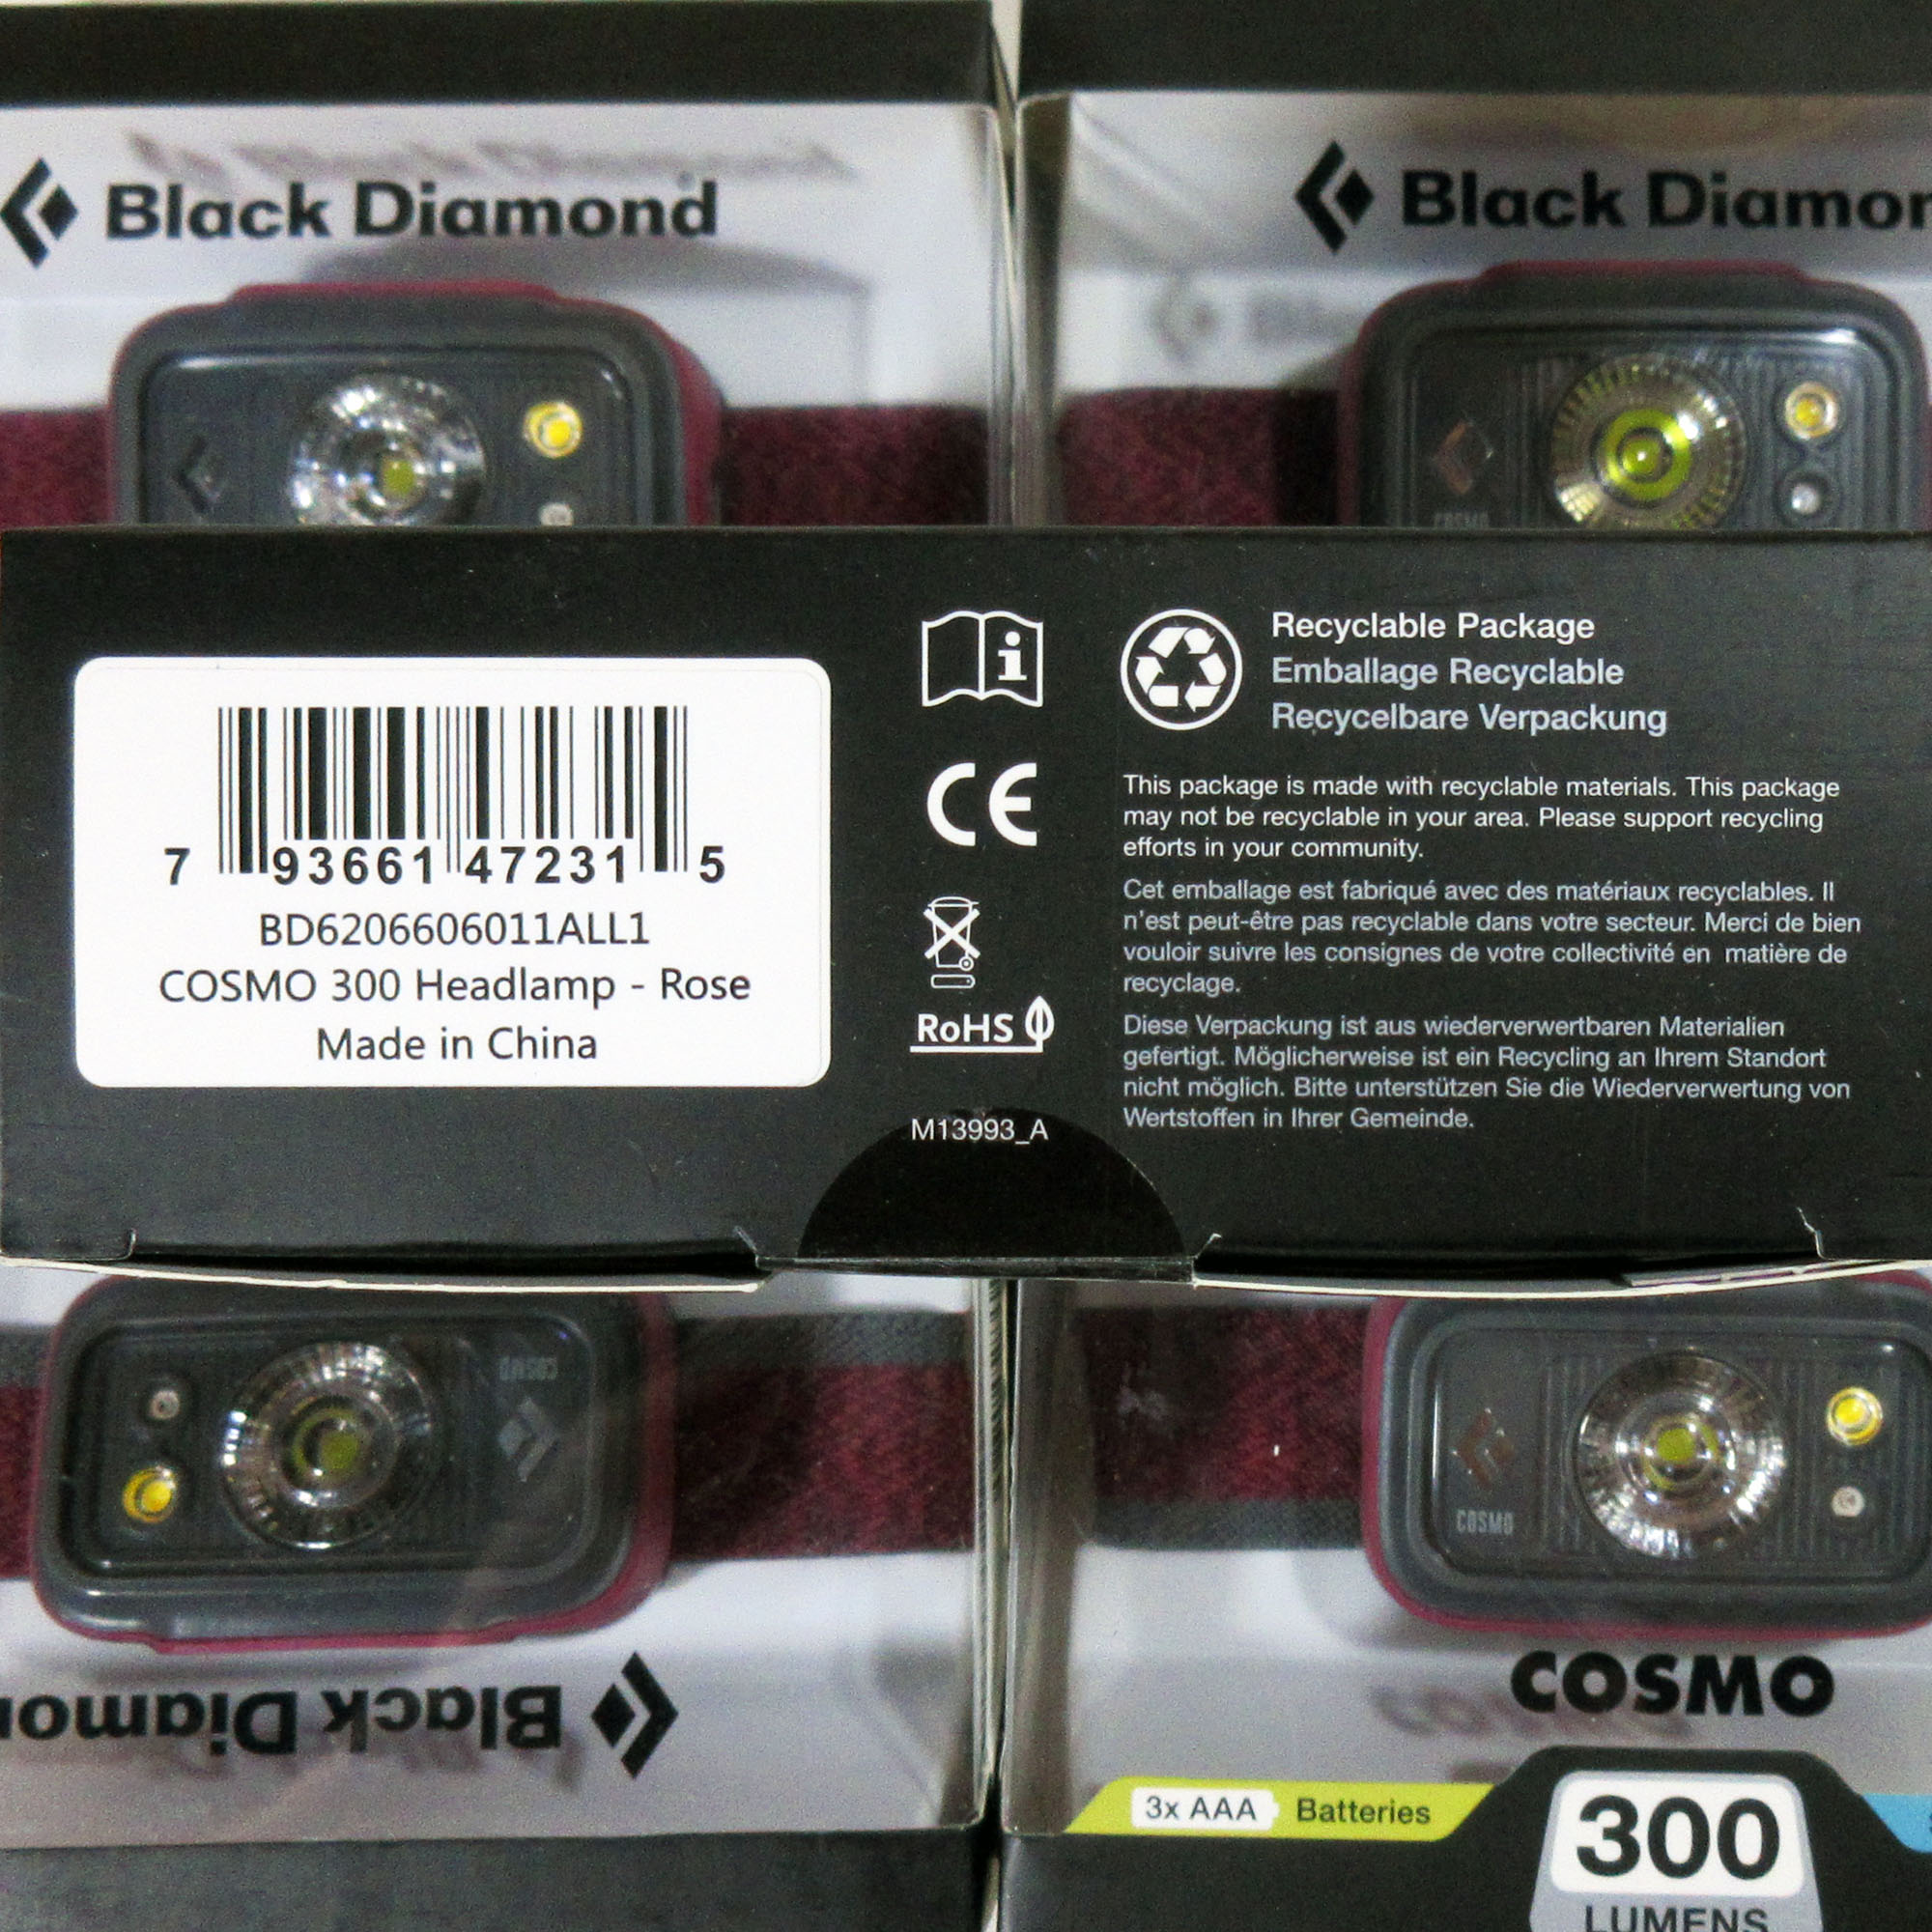 Black Diamond
Black Diamon
COSMO
7 93661 47231 5
BD6206606011ALL1
COSMO 300 Headlamp - Rose
Made in China
CE
RoHS
M13993_A
Recyclable Package
Emballage Recyclable
Recycelbare Verpackung
This package is made with recyclable materials. This package
may not be recyclable in your area. Please support recycling
efforts in your community.
Cet emballage est fabriqué avec des matériaux recyclables. Il
n'est peut-être pas recyclable dans votre secteur. Merci de bien
vouloir suivre les consignes de votre collectivité en matière de
recyclage.
Diese Verpackung ist aus wiederverwertbaren Materialien
gefertigt. Möglicherweise ist ein Recycling an Ihrem Standort
nicht möglich. Bitte unterstützen Sie die Wiederverwertung von
Wertstoffen in Ihrer Gemeinde.
COSMO
Black Diamon
COSMO
COSMO
3x AAA Batteries
300
LUMENS